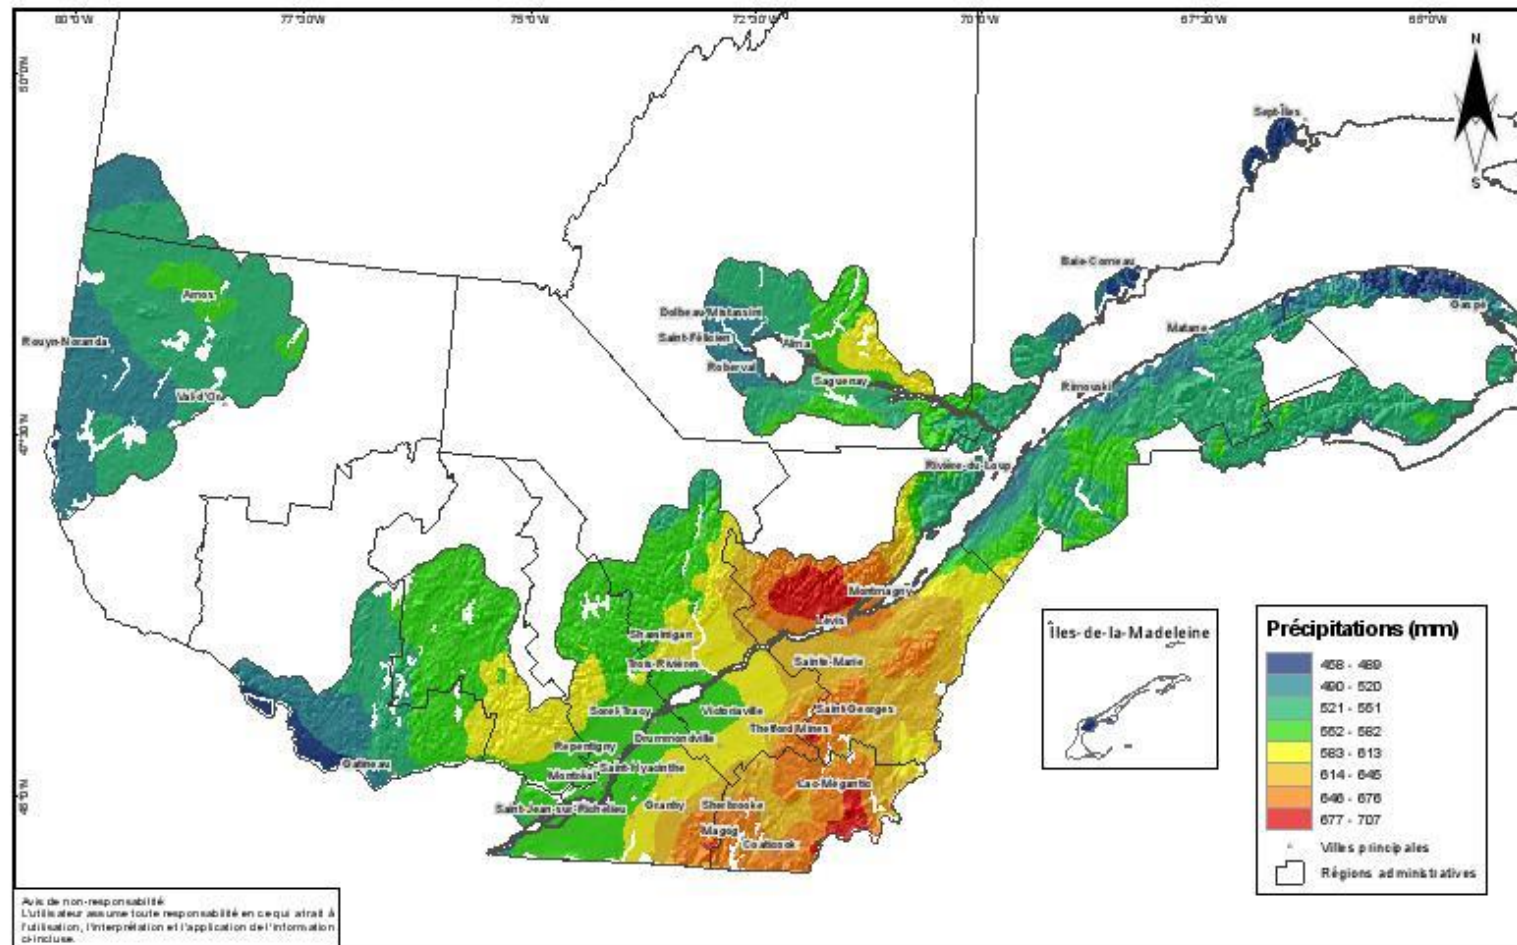 80°0'W
77°30'W
75°0'W
72°30'W
70°0'W
67°30'W
65°0'W
50°0'N
N
Sept-Îles
S
Baie-Comeau
Amos
Gaspé
Dolbeau-Mistassini
Matane
Rouyn-Noranda
Saint-Félicien
Alma
Roberval
Saguenay
Rimouski
Val-d'Or
47°30'N
Rivière-du-Loup
Montmagny
Lévis
Shawinigan
Îles-de-la-Madeleine
Trois-Rivières
Sainte-Marie
Sorel-Tracy
Victoriaville
Saint-Georges
Thetford Mines
Drummondville
Repentigny
Gatineau
Montréal
Saint-Hyacinthe
Lac-Mégantic
45°0'N
Saint-Jean-sur-Richelieu
Granby
Sherbrooke
Magog
Coaticook
Précipitations (mm)
458 - 489
490 - 520
521 - 551
552 - 582
583 - 613
614 - 645
646 - 676
677 - 707
Villes principales
Régions administratives
Avis de non-responsabilité
L'utilisateur assume toute responsabilité en ce qui a trait à
l'utilisation, l'interprétation et l'application de l'information
ci-incluse.